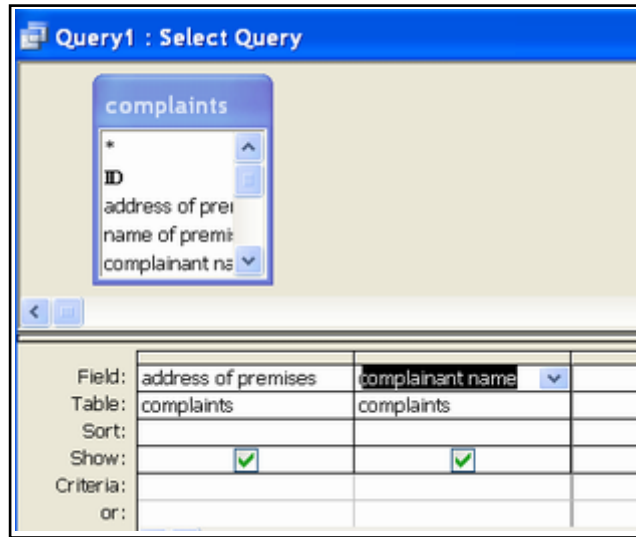 Query1 : Select Query
complaints
*
ID
address of prei
name of premis
complainant na
Field: address of premises complainant name
Table: complaints complaints
Sort:
Show:
Criteria:
or: